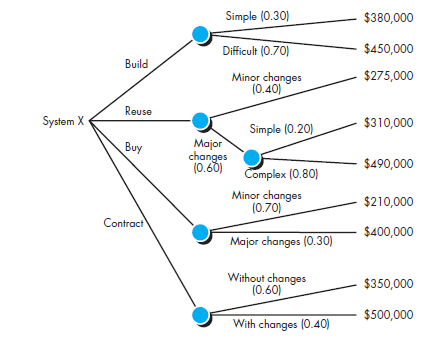 Simple (0.30)
$380,000
Difficult (0.70)
$450,000
Build
Minor changes
(0.40)
$275,000
System X
Reuse
Simple (0.20)
$310,000
Major
changes
(0.60)
Buy
Complex (0.80)
$490,000
Minor changes
(0.70)
$210,000
Contract
Major changes (0.30)
$400,000
Without changes
(0.60)
$350,000
With changes (0.40)
$500,000